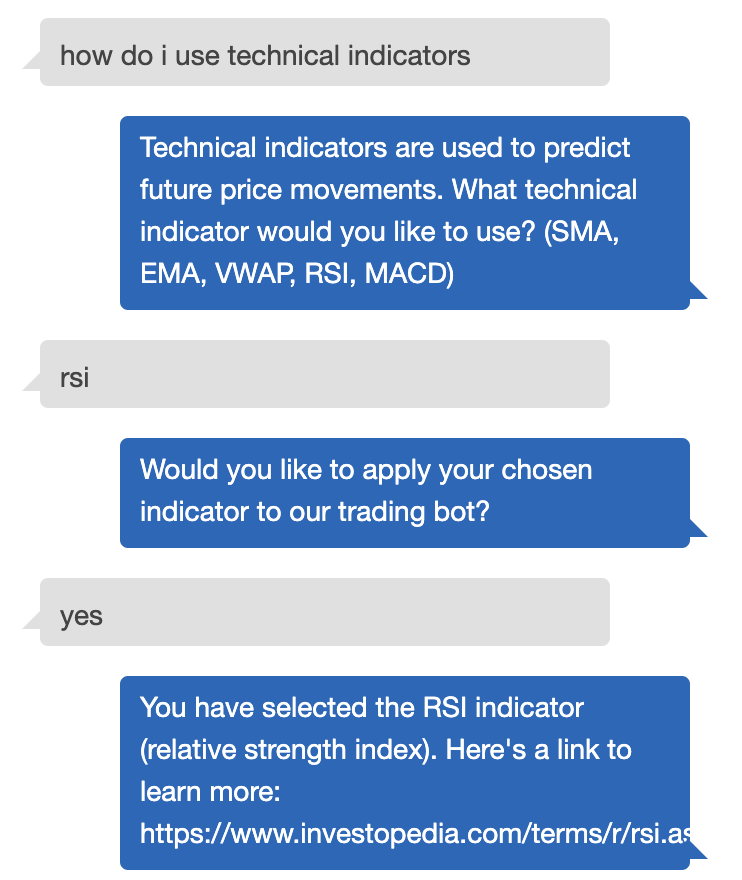 how do i use technical indicators
Technical indicators are used to predict
future price movements. What technical
indicator would you like to use? (SMA,
EMA, VWAP, RSI, MACD)
rsi
Would you like to apply your chosen
indicator to our trading bot?
yes
You have selected the RSI indicator
(relative strength index). Here's a link to
learn more:
https://www.investopedia.com/terms/r/rsi.as